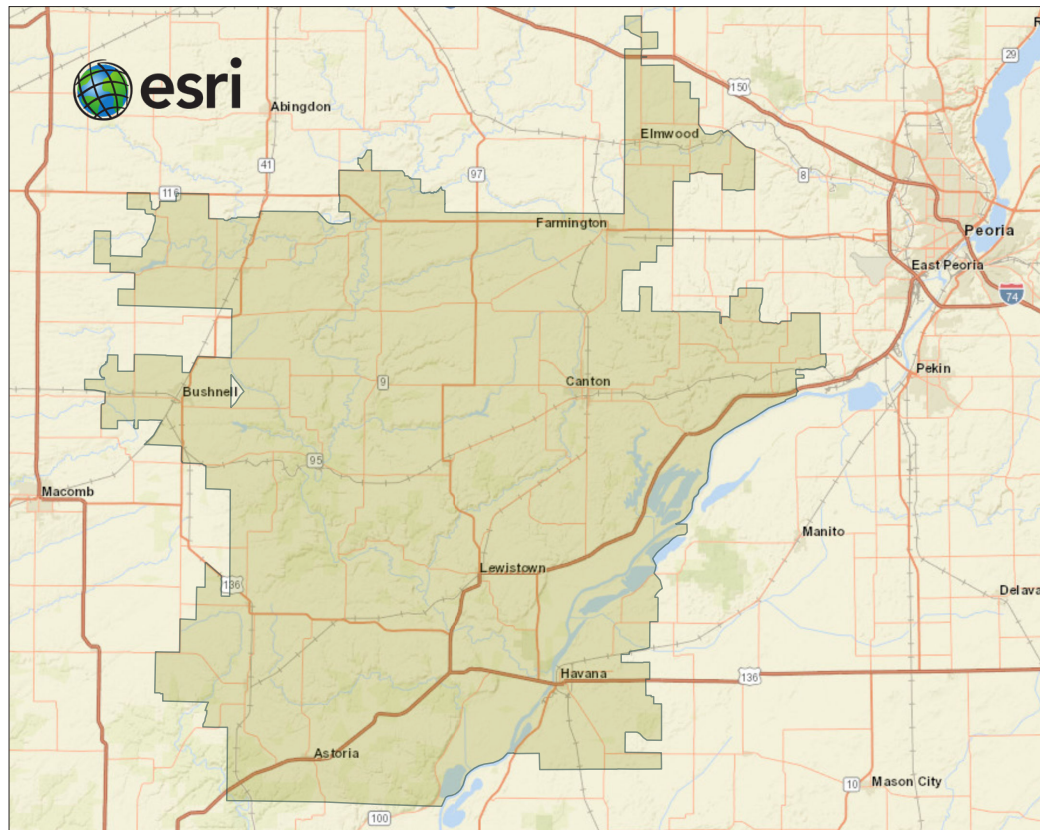 R
29
150
esri
Abingdon
Elmwood
41
97
8
116
Farmington
Peoria
East Peoria
74
9
Canton
Pekin
Bushnell
95
Macomb
Manito
Lewistown
136
Delava
Havana
136
Astoria
10
Mason City
100